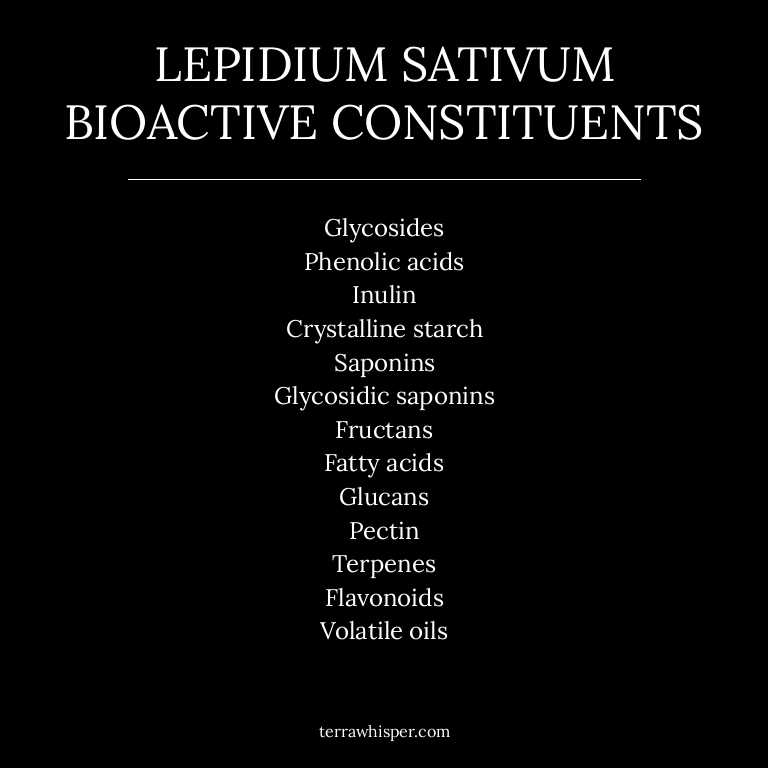 LEPIDIUM SATIVUM
BIOACTIVE CONSTITUENTS
Glycosides
Phenolic acids
Inulin
Crystalline starch
Saponins
Glycosidic saponins
Fructans
Fatty acids
Glucans
Pectin
Terpenes
Flavonoids
Volatile oils
terrawhisper.com